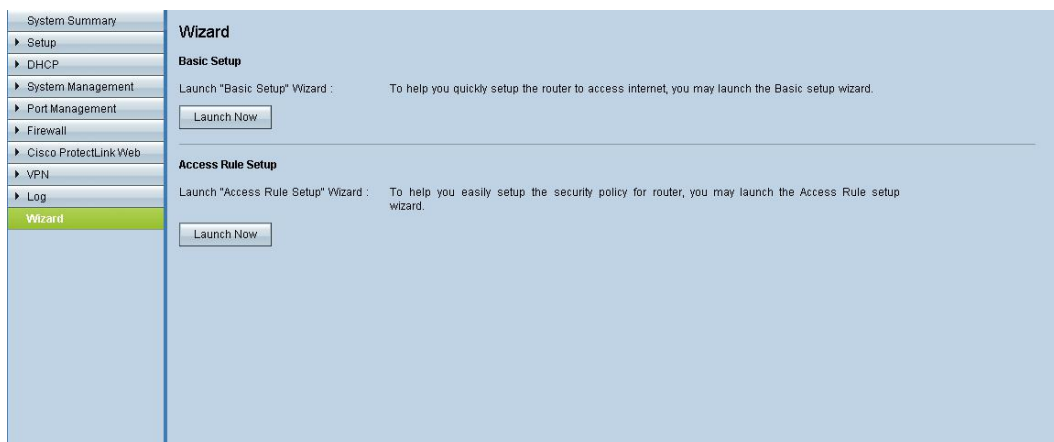 System Summary
Setup
DHCP
System Management
Port Management
Firewall
Cisco ProtectLink Web
VPN
Log
Wizard
Wizard
Basic Setup
Launch "Basic Setup" Wizard :
To help you quickly setup the router to access internet, you may launch the Basic setup wizard.
Launch Now
Access Rule Setup
Launch "Access Rule Setup" Wizard :
To help you easily setup the security policy for router, you may launch the Access Rule setup
wizard.
Launch Now